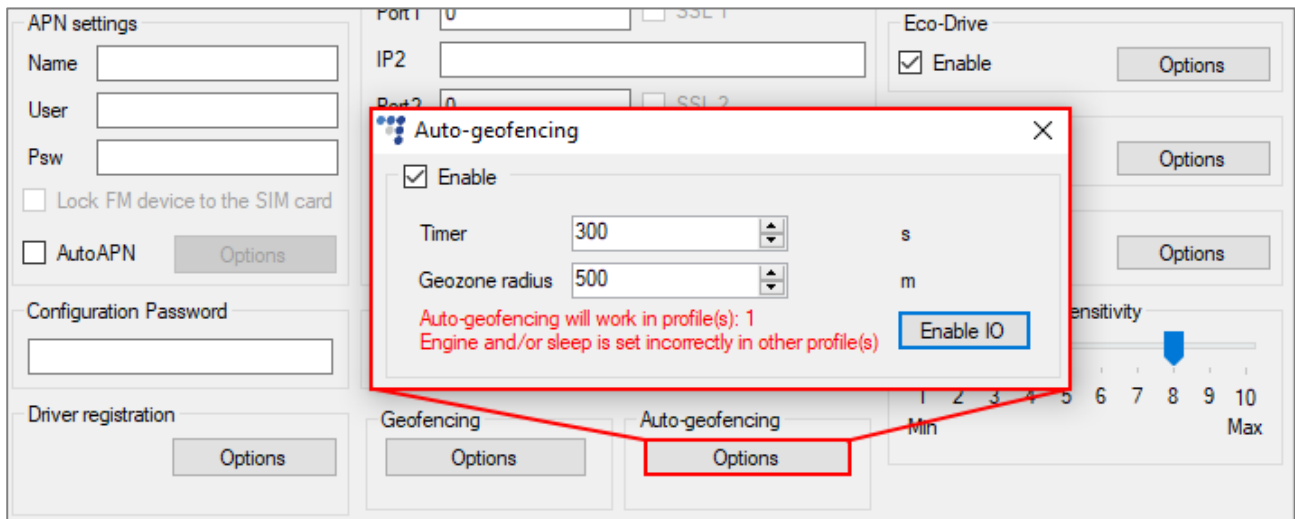 APN settings
Name
User
Psw
Lock FM device to the SIM card
AutoAPN
Options
Configuration Password
Driver registration
Options
Port1 0 SSL 1
IP2
Port2 0 SSL 2
Auto-geofencing
Enable
Timer 300 s
Geozone radius 500 m
Auto-geofencing will work in profile(s): 1
Engine and/or sleep is set incorrectly in other profile(s)
Enable IO
Geofencing
Options
Auto-geofencing
Options
Eco-Drive
Enable Options
Options
Options
ensitivity
1 2 3 4 5 6 7 8 9 10
Min Max